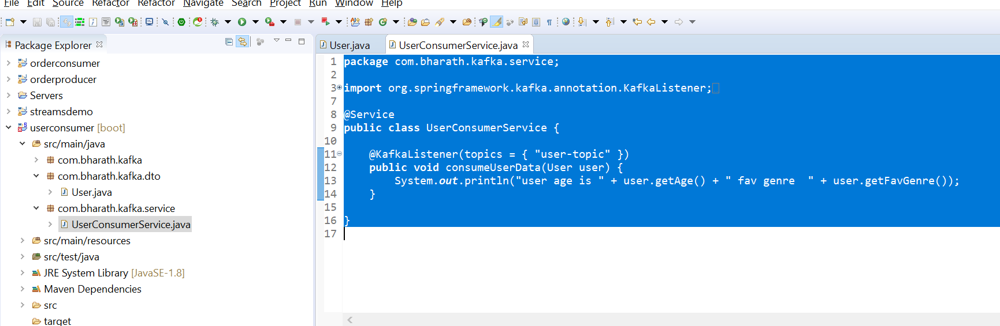 File Edit Source Refactor Refactor Navigate Search Project Run Window Help
Package Explorer
orderconsumer
orderproducer
Servers
streamsdemo
userconsumer [boot]
src/main/java
com.bharath.kafka
com.bharath.kafka.dto
User.java
com.bharath.kafka.service
UserConsumerService.java
src/main/resources
src/test/java
JRE System Library [JavaSE-1.8]
Maven Dependencies
src
target
User.java UserConsumerService.java
1 package com.bharath.kafka.service;
2
3 import org.springframework.kafka.annotation.KafkaListener;
7
8 @Service
9 public class UserConsumerService {
10
11 @KafkaListener(topics = { "user-topic" })
12 public void consumeUserData(User user) {
13 System.out.println("user age is " + user.getAge() + " fav genre  " + user.getFavGenre());
14 }
15
16 }
17